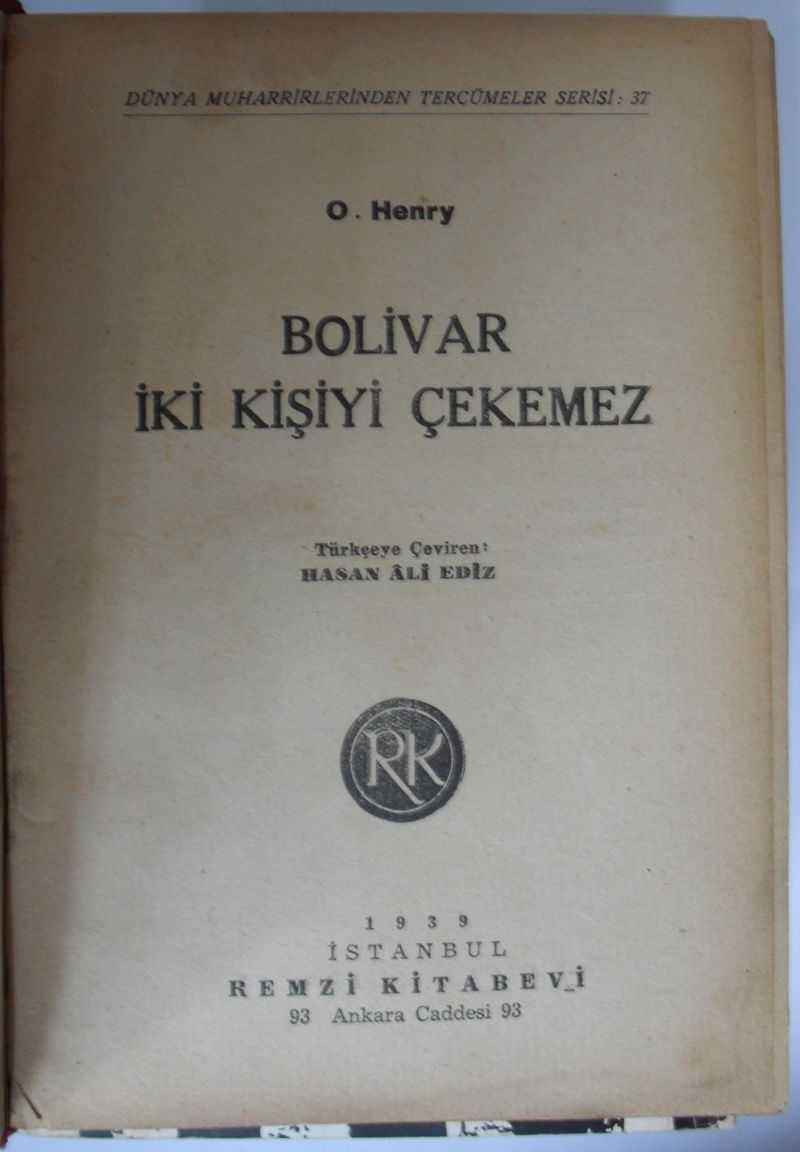 DÜNYA MUHARRİRLERİNDEN TERCÜMELER SERİSİ: 37
O. Henry
BOLİVAR
İKİ KİŞİYİ ÇEKEMEZ
Türkçeye Çeviren:
HASAN ÂLİ EDİZ
RK
1939
İSTANBUL
REMZİ KİTABEVİ
93 Ankara Caddesi 93